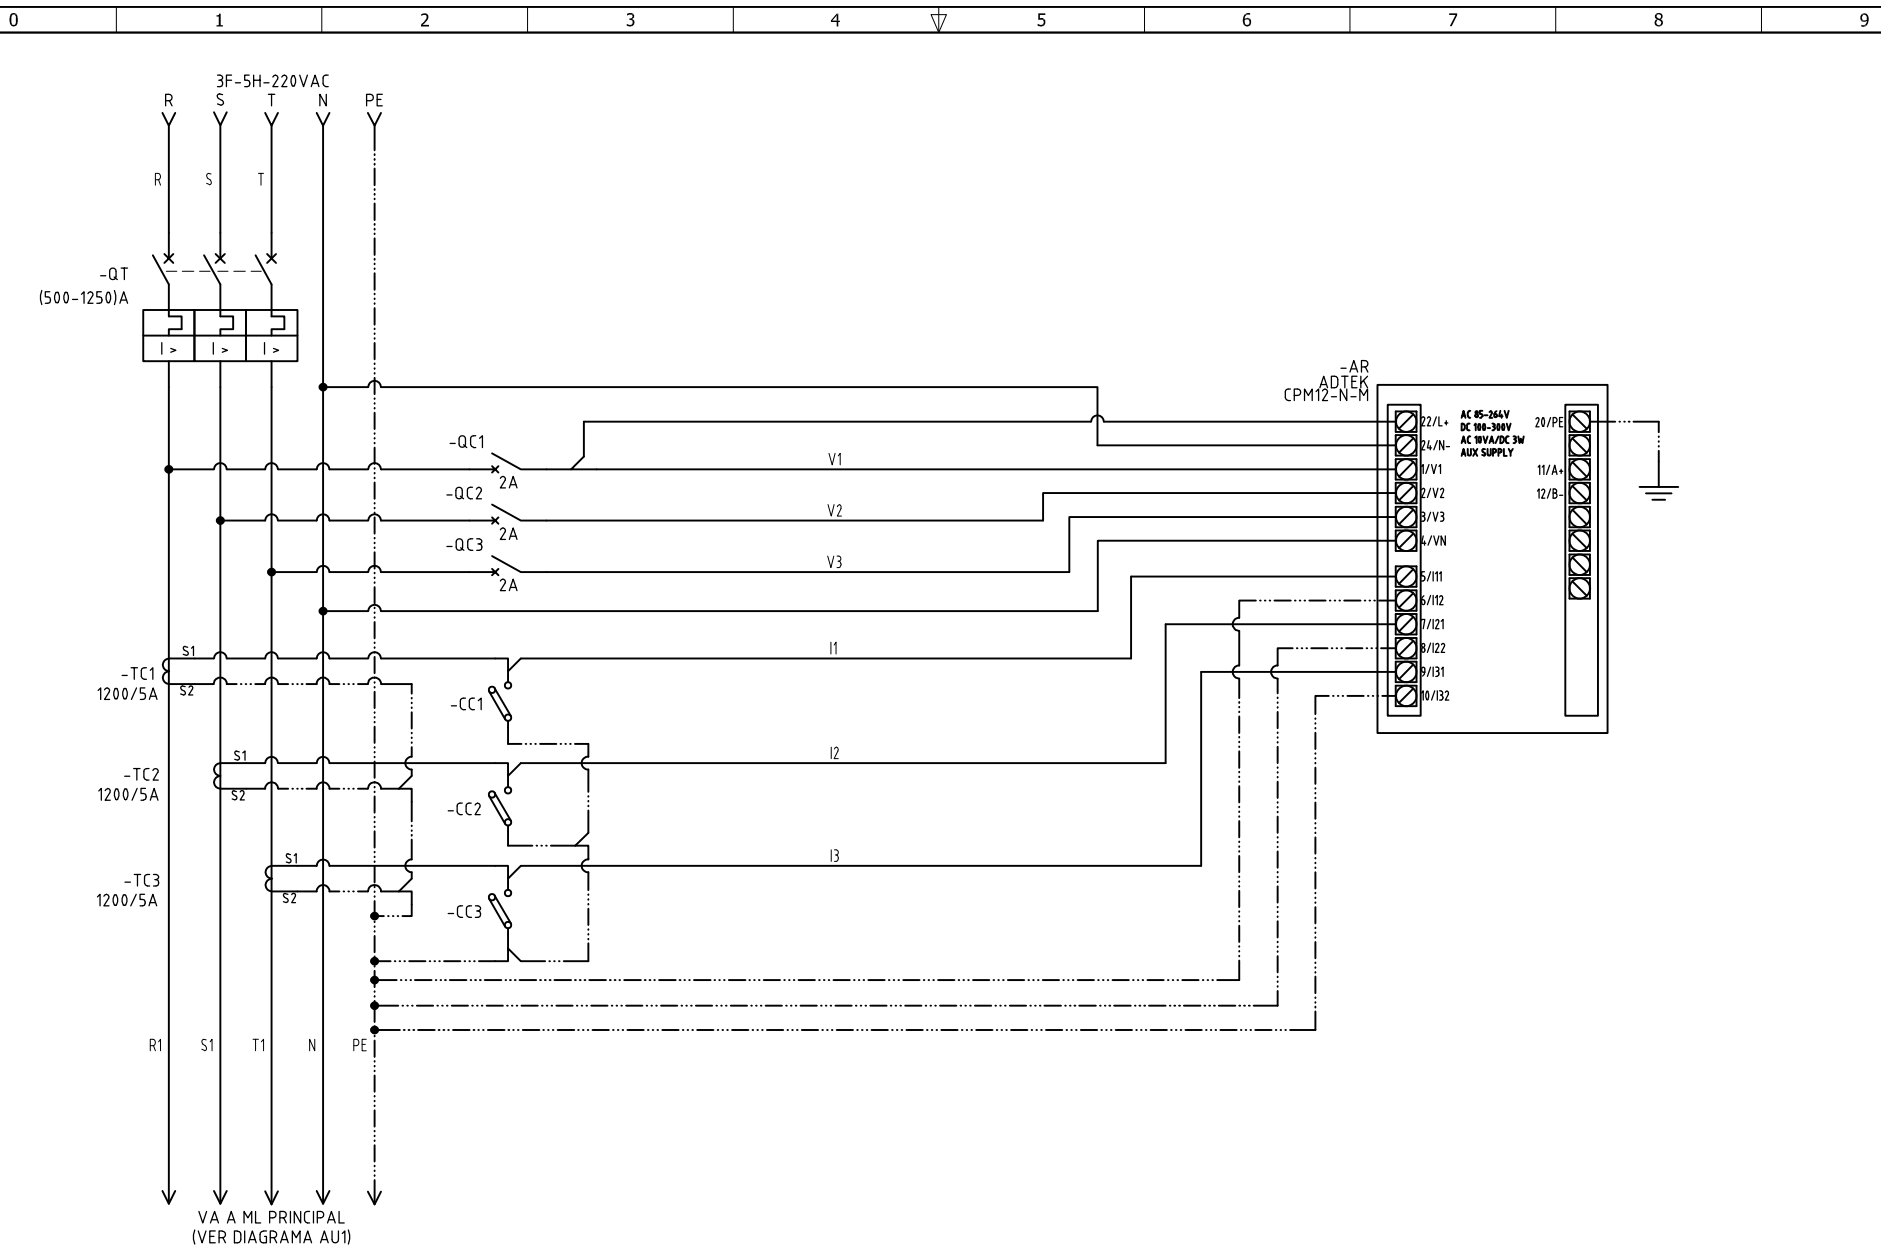 0 1 2 3 4 5 6 7 8 9
3F-5H-220VAC
R S T N PE
R S T
-QT
(500-1250)A
I > I > I >
-AR
ADTEK
CPM12-N-M
22/L+
24/N-
1/V1
2/V2
3/V3
4/VN
5/I11
6/I12
7/I21
8/I22
9/I31
10/I32
AC 85-264V
DC 100-300V
AC 10VA/DC 3W
AUX SUPPLY
20/PE
11/A+
12/B-
-QC1
2A
V1
-QC2
2A
V2
-QC3
2A
V3
S1
-TC1
1200/5A
S2
-CC1
I1
S1
-TC2
1200/5A
S2
-CC2
I2
S1
-TC3
1200/5A
S2
-CC3
I3
R1 S1 T1 N PE
VA A ML PRINCIPAL
(VER DIAGRAMA AU1)